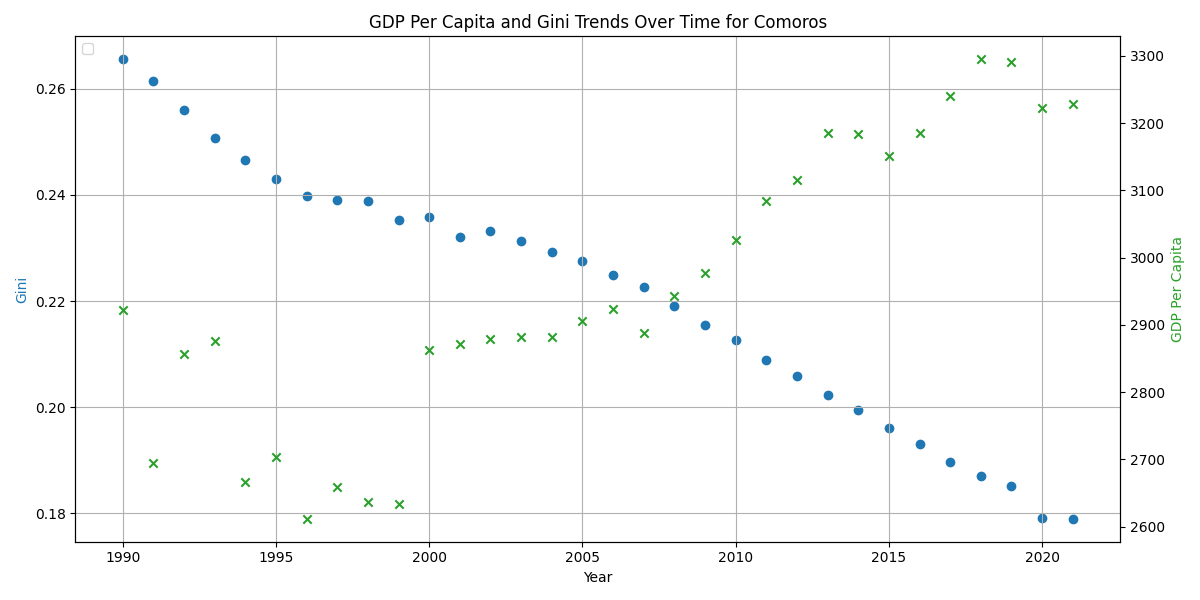 GDP Per Capita and Gini Trends Over Time for Comoros
0.26
0.24
0.22
0.20
0.18
Gini
3300
3200
3100
3000
2900
2800
2700
2600
GDP Per Capita
1990 1995 2000 2005 2010 2015 2020
Year